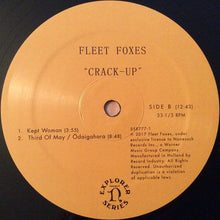 FLEET FOXES
"CRACK-UP"
SIDE B (12:43)
33-1/3 RPM
558777-1
℗ 2017 Fleet Foxes, under
exclusive license to Nonesuch
Records Inc., a Warner
Music Group Company.
Manufactured in Holland by
Record Industry. All Rights
Reserved. Unauthorized
duplication is a violation
of applicable laws.
1. Kept Woman (3:55)
2. Third Of May / Ōdaigahara (8:48)
EXPLORER
SERIES